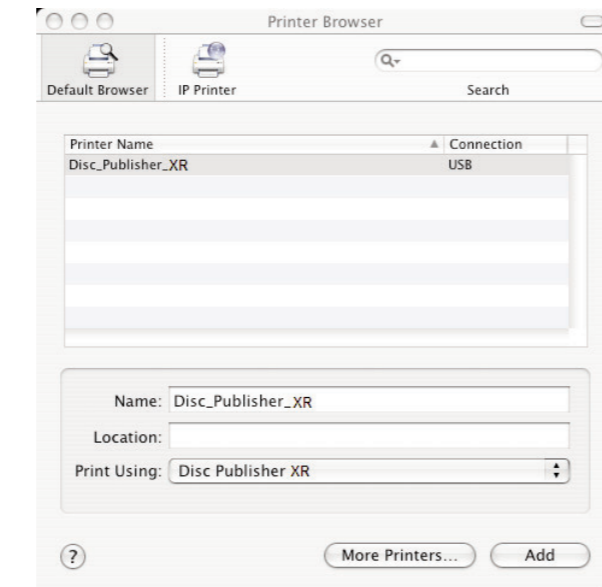 Printer Browser
Default Browser IP Printer Search
Printer Name Connection
Disc_Publisher_XR USB
Name: Disc_Publisher_XR
Location:
Print Using: Disc Publisher XR
? More Printers... Add